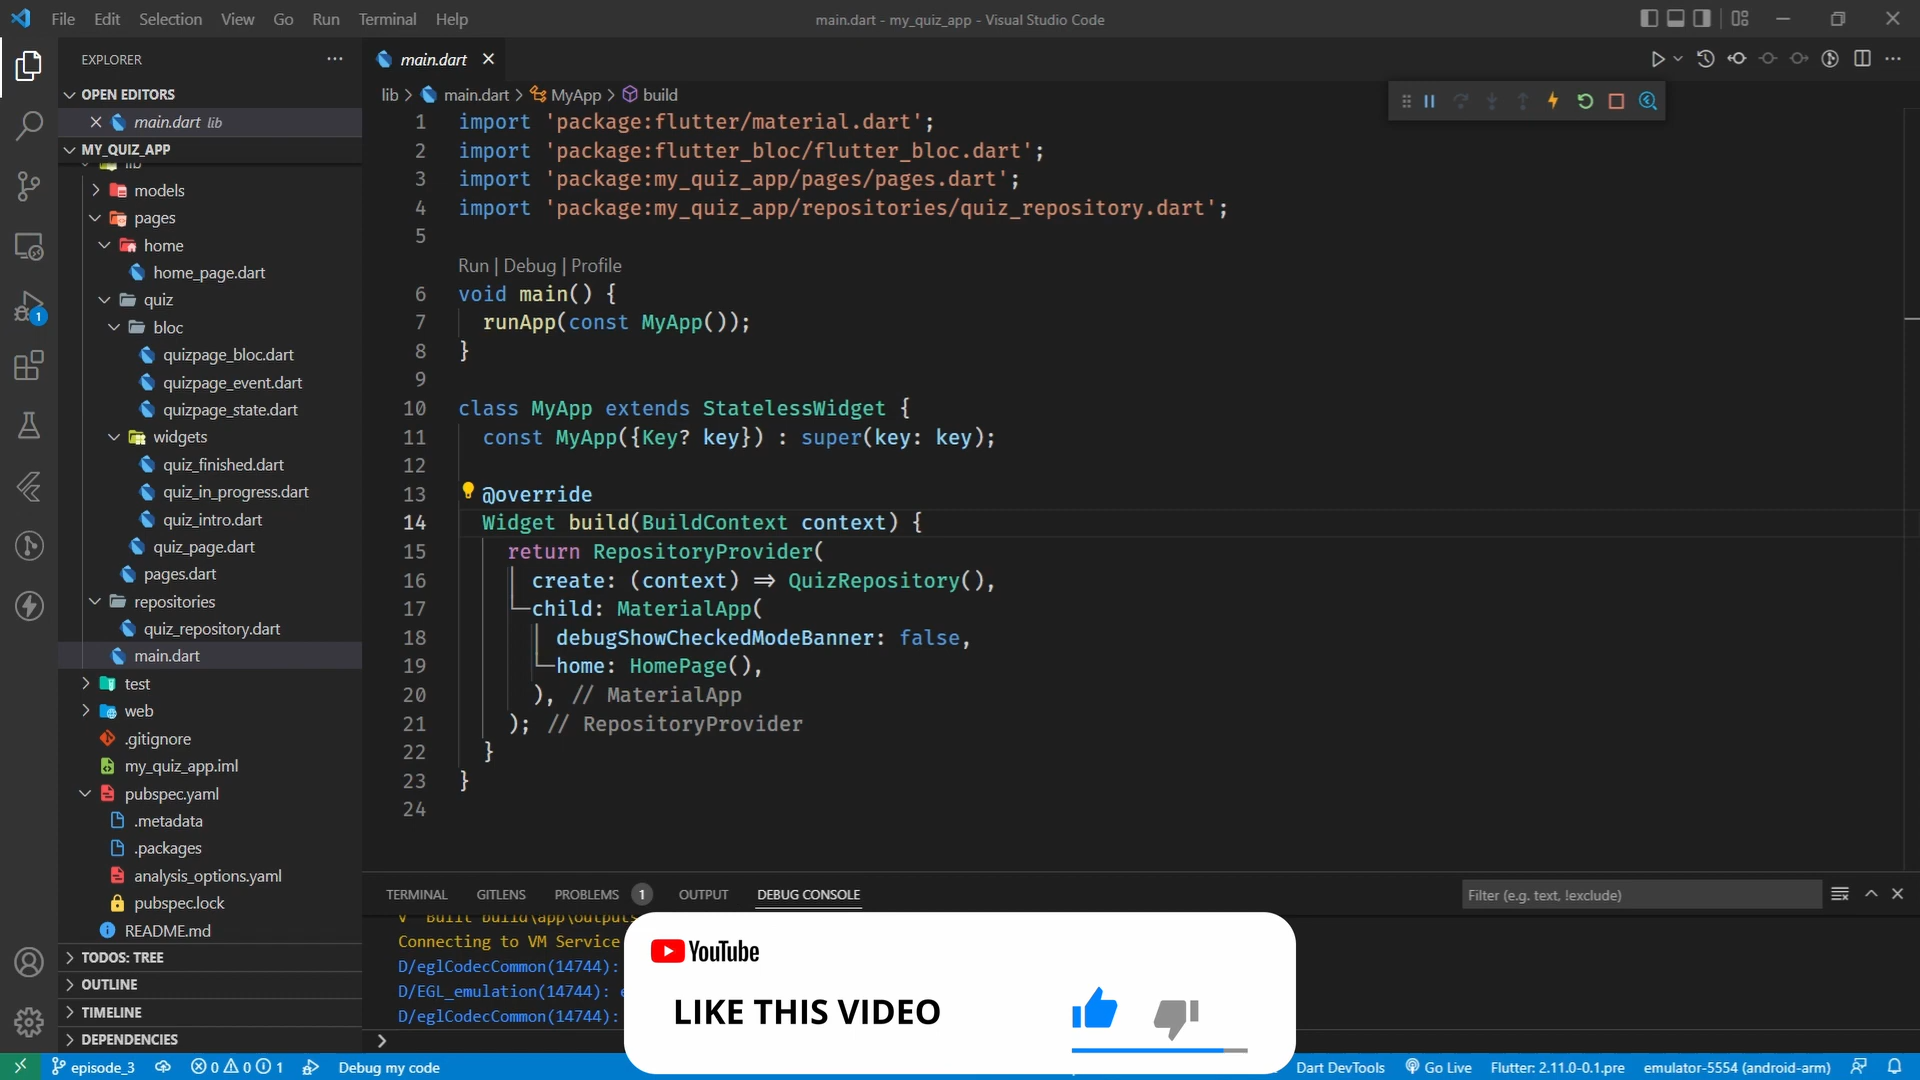 File Edit Selection View Go Run Terminal Help
main.dart - my_quiz_app - Visual Studio Code
EXPLORER
OPEN EDITORS
main.dart lib
MY_QUIZ_APP
lib
models
pages
home
home_page.dart
quiz
bloc
quizpage_bloc.dart
quizpage_event.dart
quizpage_state.dart
widgets
quiz_finished.dart
quiz_in_progress.dart
quiz_intro.dart
quiz_page.dart
pages.dart
repositories
quiz_repository.dart
main.dart
test
web
.gitignore
my_quiz_app.iml
pubspec.yaml
.metadata
.packages
analysis_options.yaml
pubspec.lock
README.md
TODOS: TREE
OUTLINE
TIMELINE
DEPENDENCIES
main.dart
lib > main.dart > MyApp > build
1 import 'package:flutter/material.dart';
2 import 'package:flutter_bloc/flutter_bloc.dart';
3 import 'package:my_quiz_app/pages/pages.dart';
4 import 'package:my_quiz_app/repositories/quiz_repository.dart';
5
Run | Debug | Profile
6 void main() {
7 runApp(const MyApp());
8 }
9
10 class MyApp extends StatelessWidget {
11 const MyApp({Key? key}) : super(key: key);
12
13 @override
14 Widget build(BuildContext context) {
15 return RepositoryProvider(
16 create: (context) => QuizRepository(),
17 child: MaterialApp(
18 debugShowCheckedModeBanner: false,
19 home: HomePage(),
20 ), // MaterialApp
21 ); // RepositoryProvider
22 }
23 }
24
TERMINAL GITLENS PROBLEMS 1 OUTPUT DEBUG CONSOLE
Filter (e.g. text, !exclude)
Built build\app\outputs
Connecting to VM Service
D/eglCodecCommon(14744):
D/EGL_emulation(14744):
D/eglCodecCommon(14744):
YouTube
LIKE THIS VIDEO
1
episode_3 0 0 1 Debug my code
Dart DevTools Go Live Flutter: 2.11.0-0.1.pre emulator-5554 (android-arm)